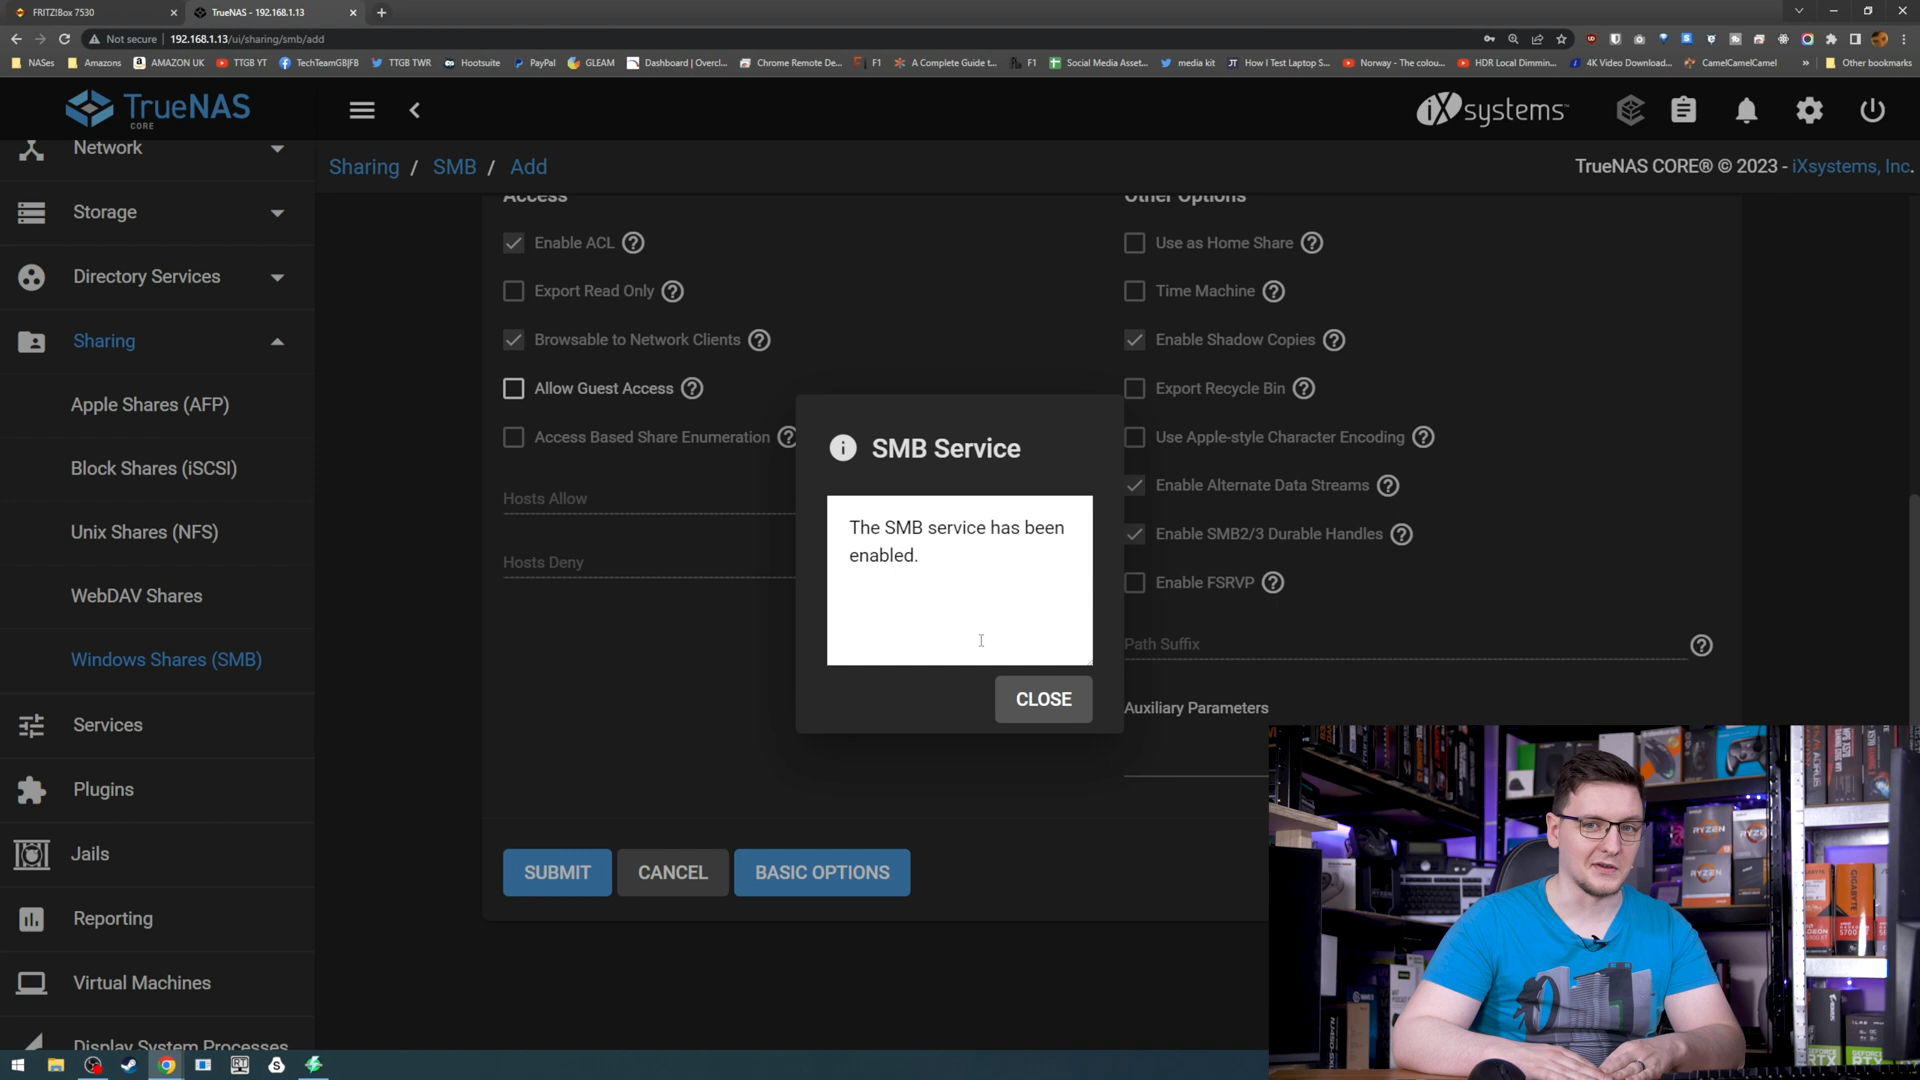 FRITZ!Box 7530
TrueNAS - 192.168.1.13
Not secure
192.168.1.13/ui/sharing/smb/add
NASes
Amazons
AMAZON UK
TTGB YT
TechTeamGB|FB
TTGB TWR
Hootsuite
PayPal
GLEAM
Dashboard | Overcl...
Chrome Remote De...
F1
A Complete Guide t...
F1
Social Media Asset...
media kit
How I Test Laptop S...
Norway - The colou...
HDR Local Dimmin...
4K Video Download...
CamelCamelCamel
Other bookmarks
TrueNAS
CORE
iXsystems
Sharing / SMB / Add
TrueNAS CORE® © 2023 - iXsystems, Inc.
Network
Storage
Directory Services
Sharing
Apple Shares (AFP)
Block Shares (iSCSI)
Unix Shares (NFS)
WebDAV Shares
Windows Shares (SMB)
Services
Plugins
Jails
Reporting
Virtual Machines
Display System Processes
Access
Enable ACL
Export Read Only
Browsable to Network Clients
Allow Guest Access
Access Based Share Enumeration
Hosts Allow
Hosts Deny
Other Options
Use as Home Share
Time Machine
Enable Shadow Copies
Export Recycle Bin
Use Apple-style Character Encoding
Enable Alternate Data Streams
Enable SMB2/3 Durable Handles
Enable FSRVP
Path Suffix
Auxiliary Parameters
SMB Service
The SMB service has been
enabled.
CLOSE
SUBMIT
CANCEL
BASIC OPTIONS
RYZEN
RYZEN
GIGABYTE